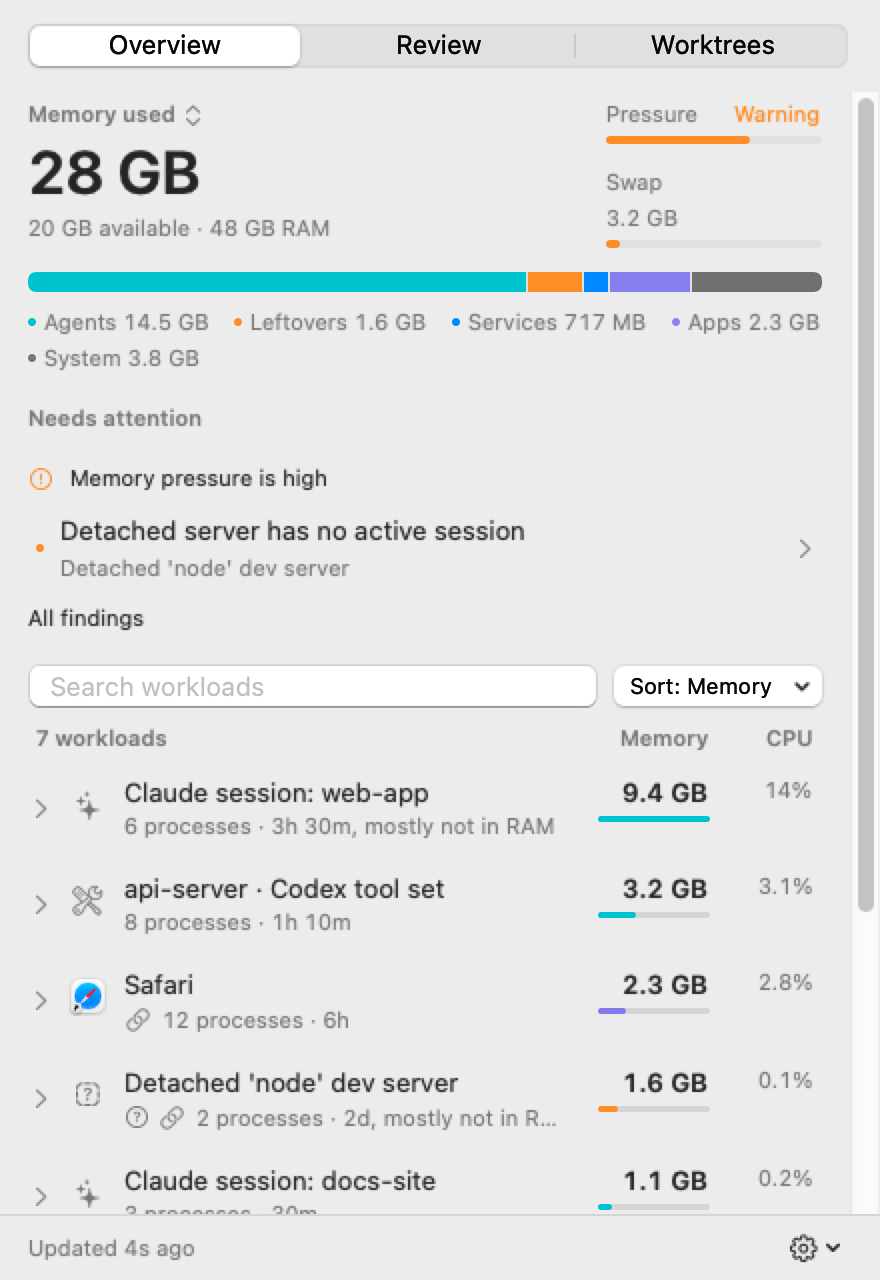 Overview Review Worktrees
Memory used
Pressure Warning
28 GB
Swap
20 GB available · 48 GB RAM
3.2 GB
Agents 14.5 GB Leftovers 1.6 GB Services 717 MB Apps 2.3 GB
System 3.8 GB
Needs attention
Memory pressure is high
Detached server has no active session
Detached 'node' dev server
All findings
Search workloads Sort: Memory
7 workloads Memory CPU
Claude session: web-app 9.4 GB 14%
6 processes · 3h 30m, mostly not in RAM
api-server · Codex tool set 3.2 GB 3.1%
8 processes · 1h 10m
Safari 2.3 GB 2.8%
12 processes · 6h
Detached 'node' dev server 1.6 GB 0.1%
2 processes · 2d, mostly not in R...
Claude session: docs-site 1.1 GB 0.2%
3 processes · 30m
Updated 4s ago